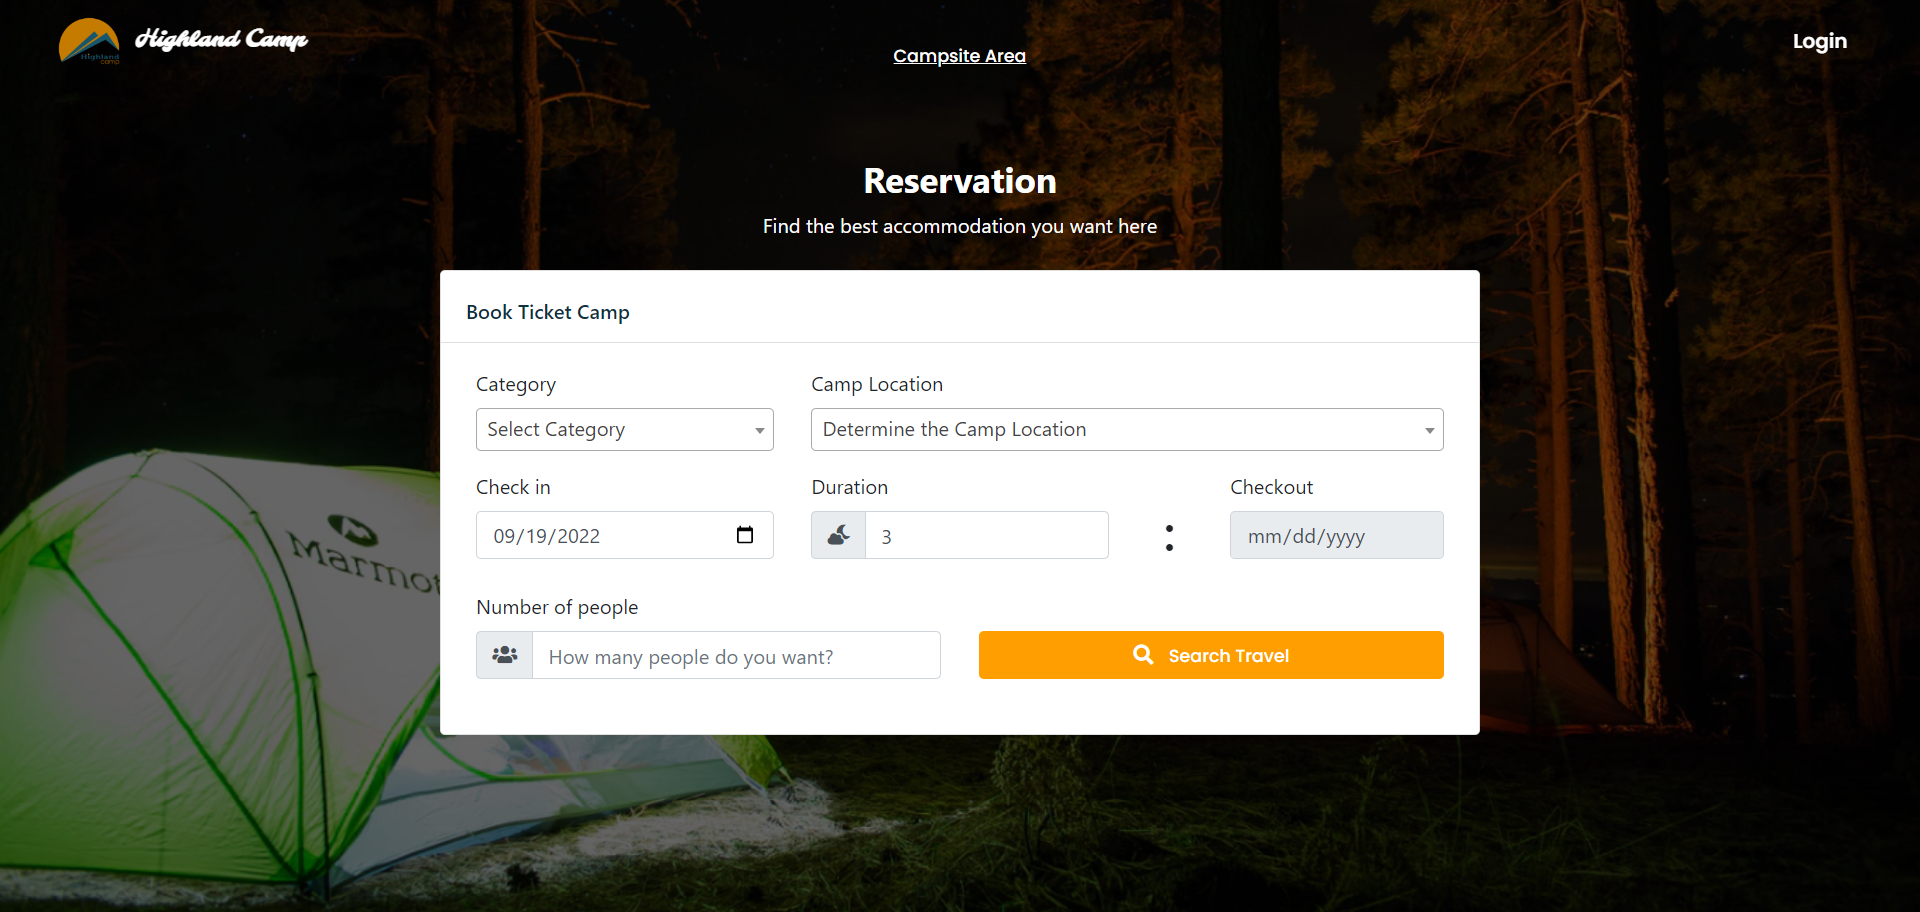 Highland Camp
Highland
camp
Campsite Area
Login
Reservation
Find the best accommodation you want here
Book Ticket Camp
Category
Camp Location
Select Category
Determine the Camp Location
Check in
Duration
Checkout
09/19/2022
3
:
mm/dd/yyyy
Number of people
How many people do you want?
Search Travel
Marmot